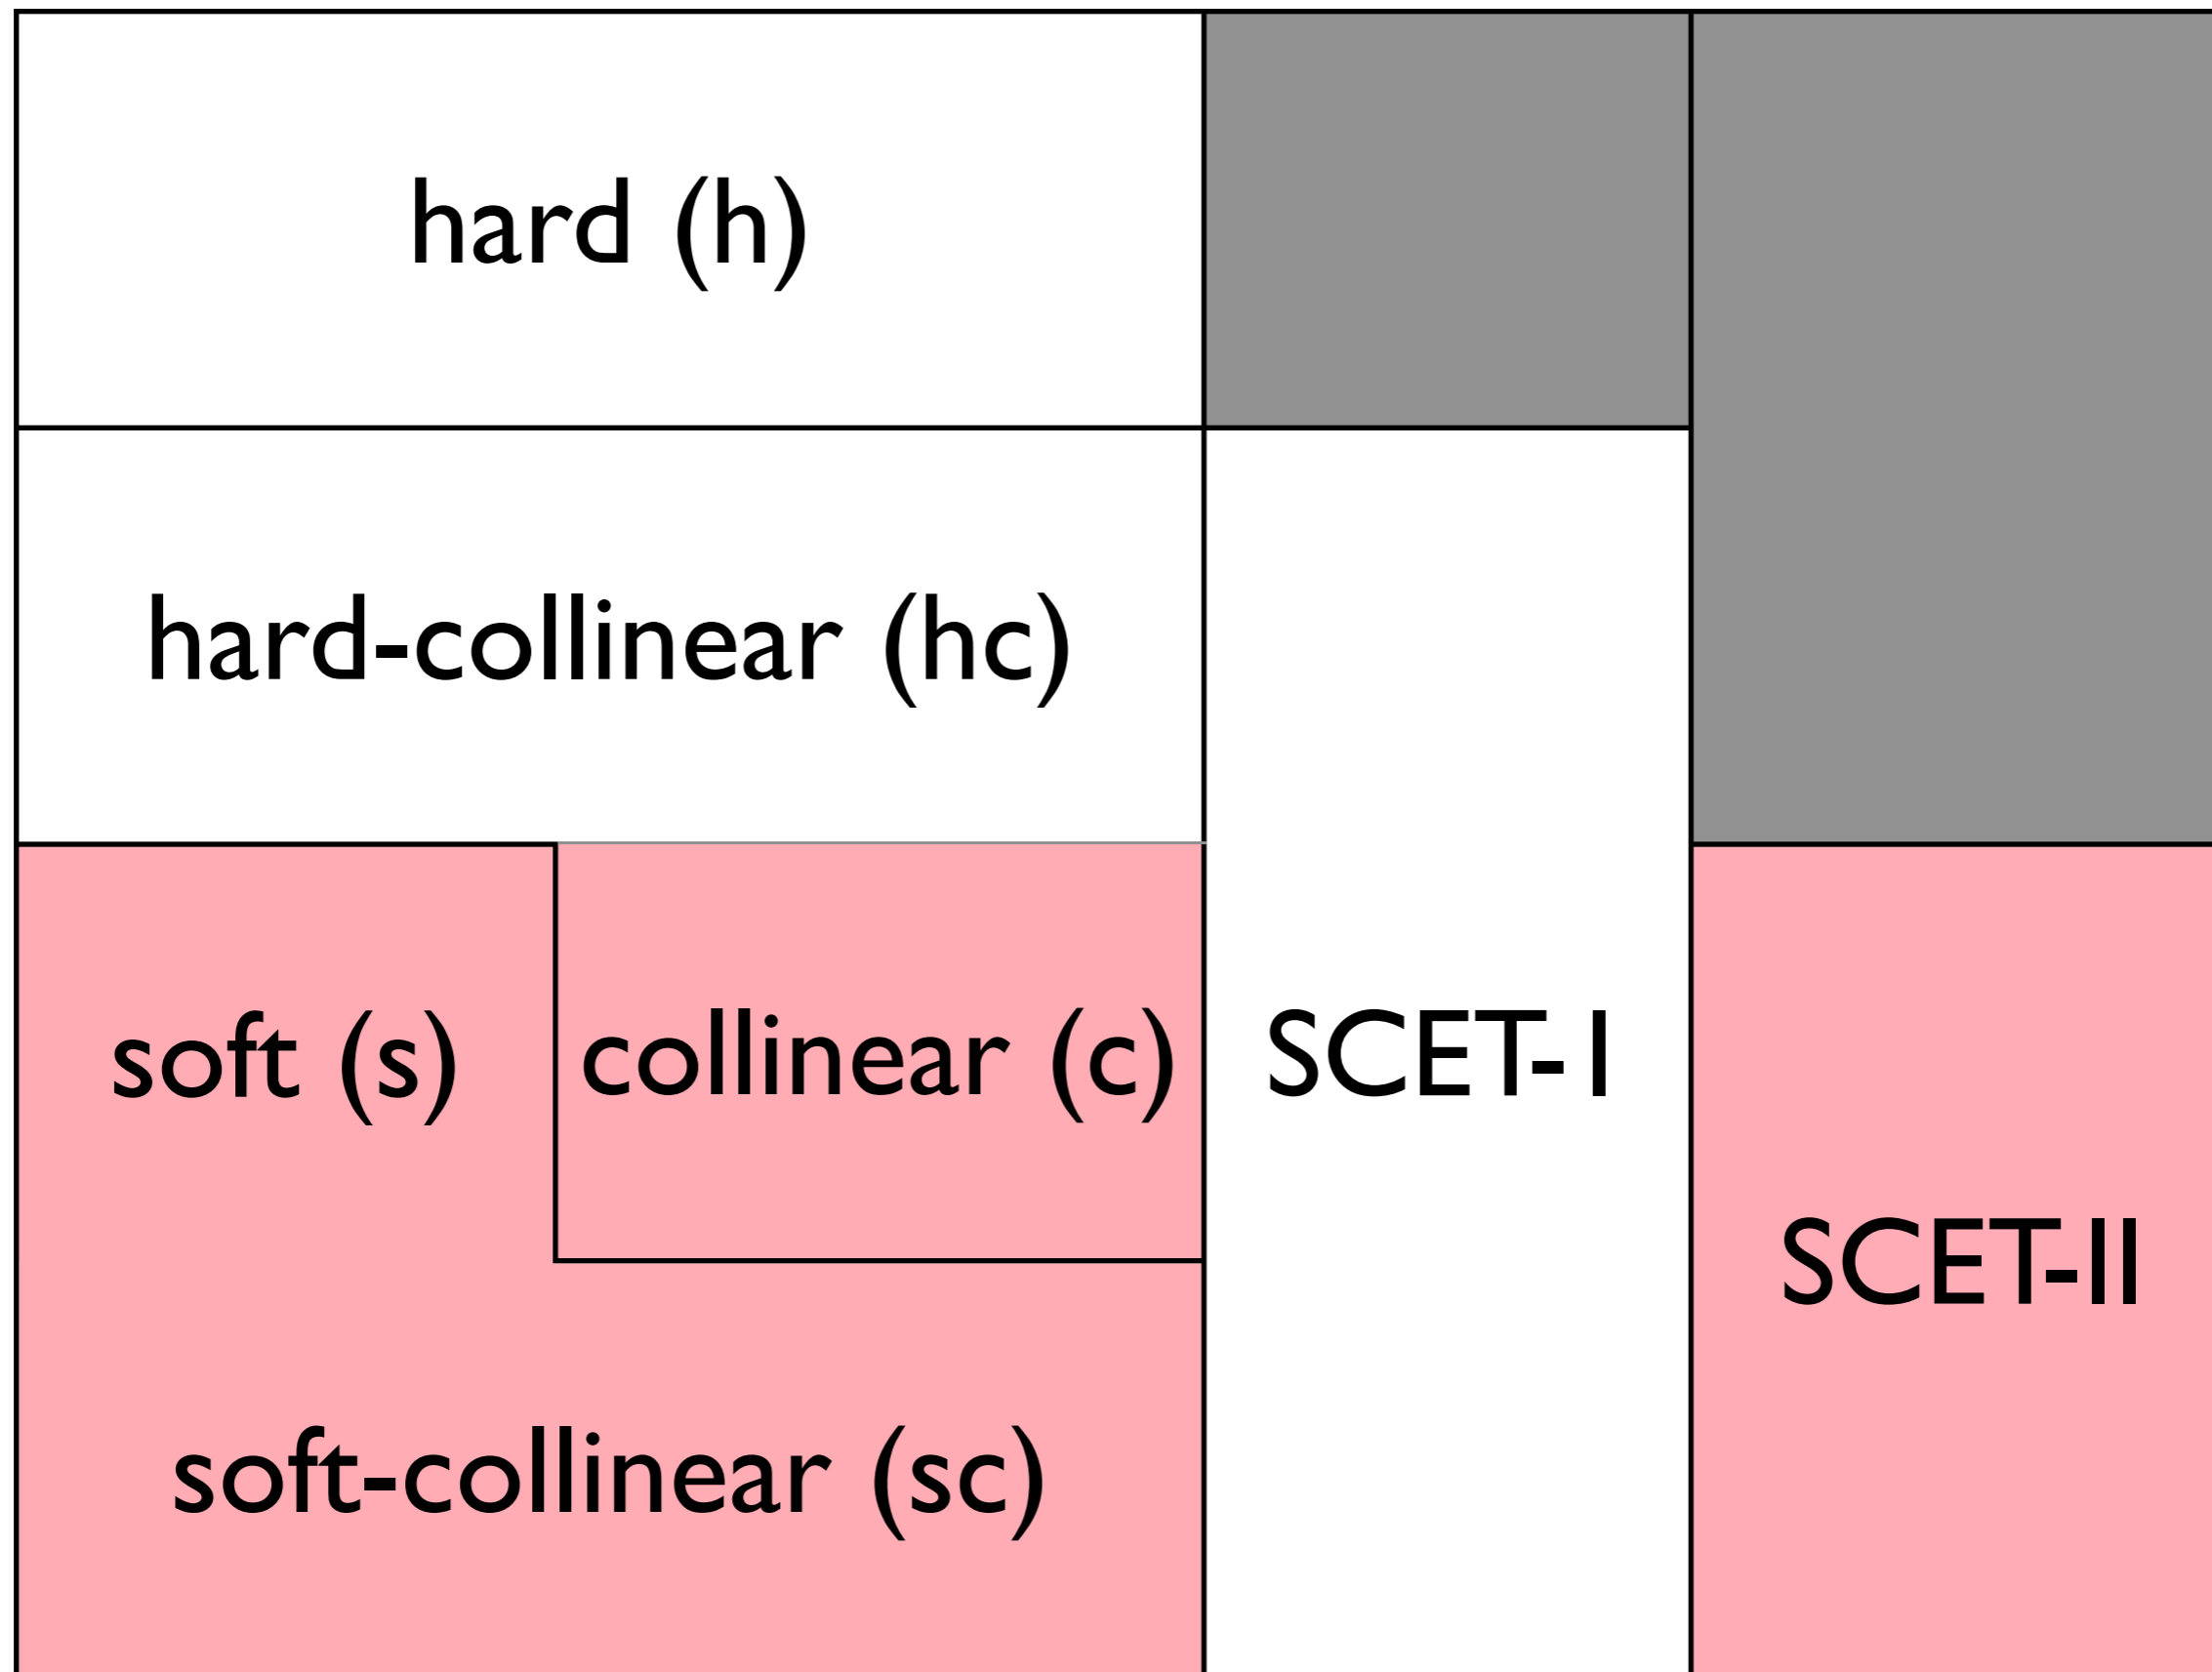 hard (h)
hard-collinear (hc)
soft (s)
collinear (c)
SCET- I
SCET-II
soft-collinear (sc)